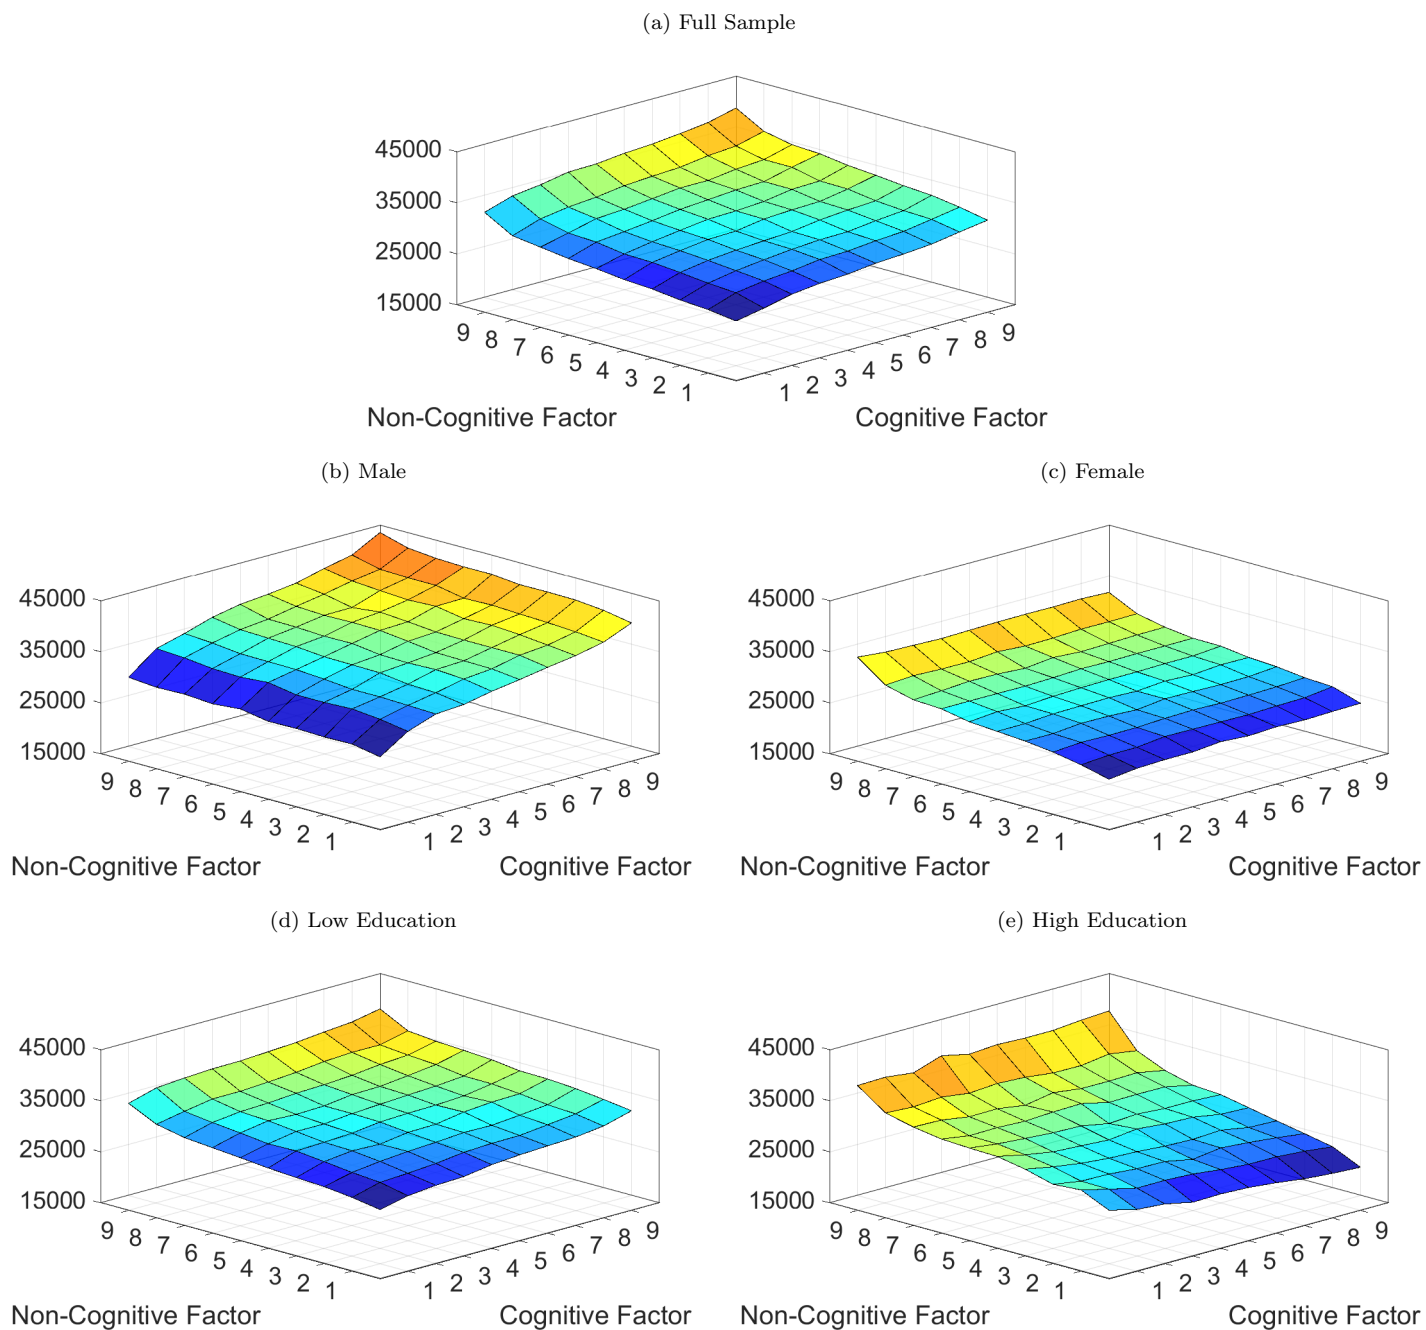 (a) Full Sample
45000
35000
25000
15000
9 8 7 6 5 4 3 2 1
1 2 3 4 5 6 7 8 9
Non-Cognitive Factor
Cognitive Factor
(b) Male
45000
35000
25000
15000
9 8 7 6 5 4 3 2 1
1 2 3 4 5 6 7 8 9
Non-Cognitive Factor
Cognitive Factor
(c) Female
45000
35000
25000
15000
9 8 7 6 5 4 3 2 1
1 2 3 4 5 6 7 8 9
Non-Cognitive Factor
Cognitive Factor
(d) Low Education
45000
35000
25000
15000
9 8 7 6 5 4 3 2 1
1 2 3 4 5 6 7 8 9
Non-Cognitive Factor
Cognitive Factor
(e) High Education
45000
35000
25000
15000
9 8 7 6 5 4 3 2 1
1 2 3 4 5 6 7 8 9
Non-Cognitive Factor
Cognitive Factor